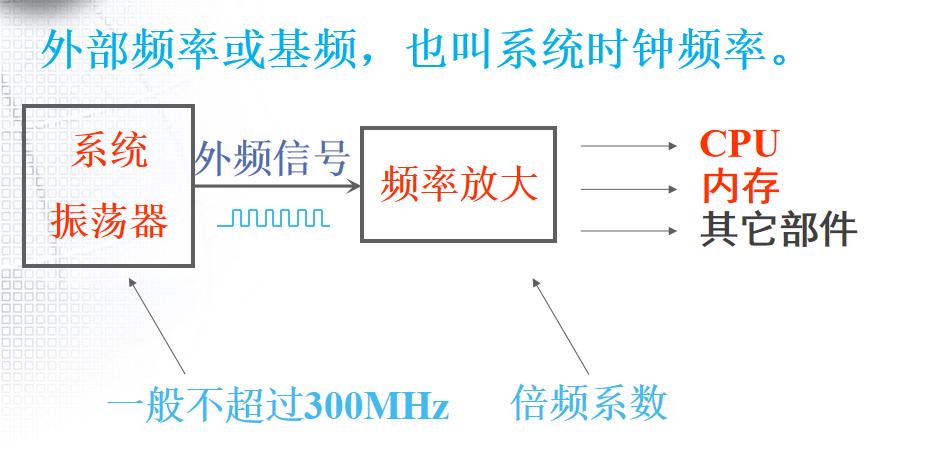 外部频率或基频，也叫系统时钟频率。
系统
振荡器
外频信号
频率放大
CPU
内存
其它部件
一般不超过300MHz
倍频系数